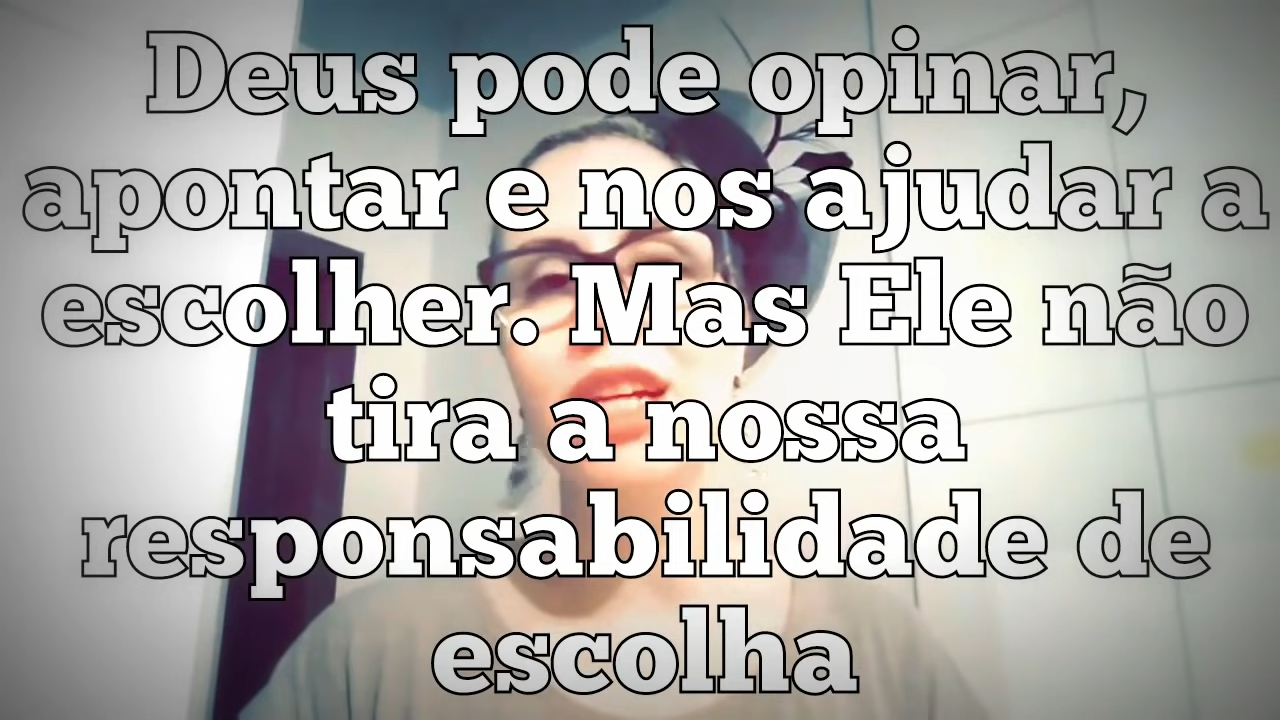 Deus pode opinar,
apontar e nos ajudar a
escolher. Mas Ele não
tira a nossa
responsabilidade de
escolha